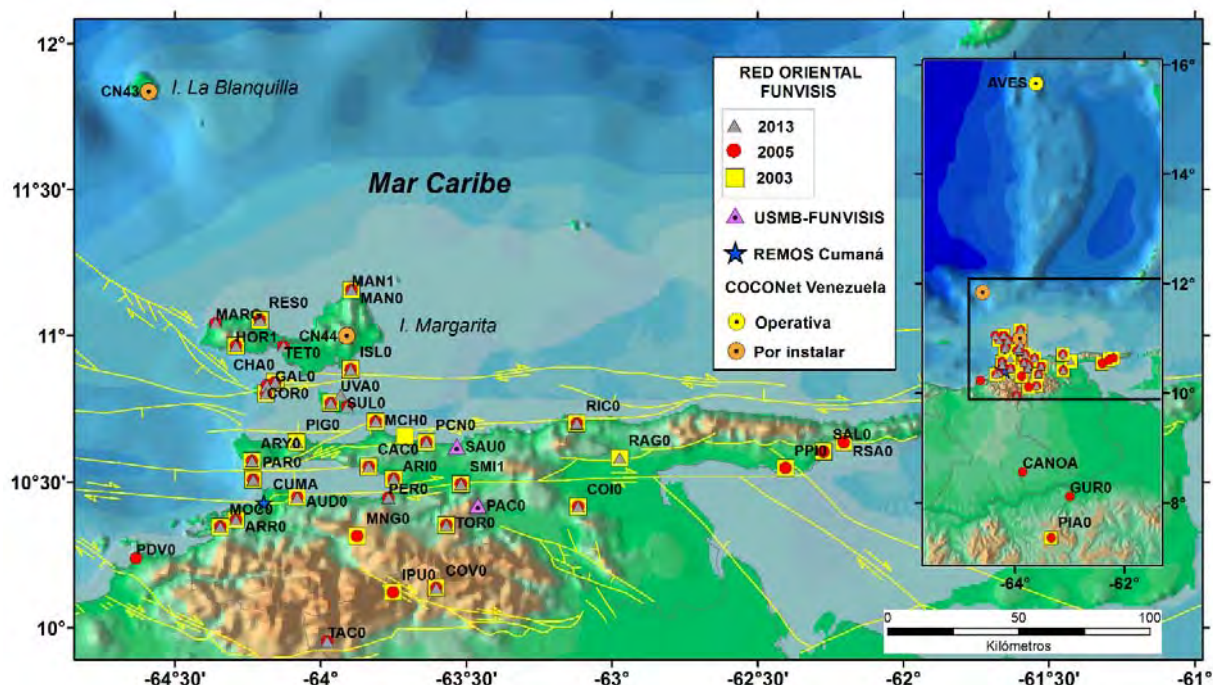 12°
11°30'
11°
10°30'
10°
CN43
I. La Blanquilla
Mar Caribe
MAN1
MAN0
RES0
MARG
HOR1
TET0
CN44
I. Margarita
ISL0
CHA0
GAL0
COR0
UVA0
SUL0
PIG0
MCH0
PCN0
RIC0
ARY0
PAR0
CAC0
SAU0
RAG0
SAL0
PPI0
RSA0
CUMA
ARI0
SMI1
PER0
AUD0
PAC0
COI0
MOC0
ARR0
MNG0
TOR0
PDV0
IPU0
COV0
TAC0
RED ORIENTAL
FUNVISIS
2013
2005
2003
USMB-FUNVISIS
REMOS Cumaná
COCONet Venezuela
Operativa
Por instalar
AVES
16°
14°
12°
10°
8°
CANOA
GUR0
PIA0
-64°
-62°
0 50 100
Kilómetros
-64°30'
-64°
-63°30'
-63°
-62°30'
-62°
-61°30'
-61°